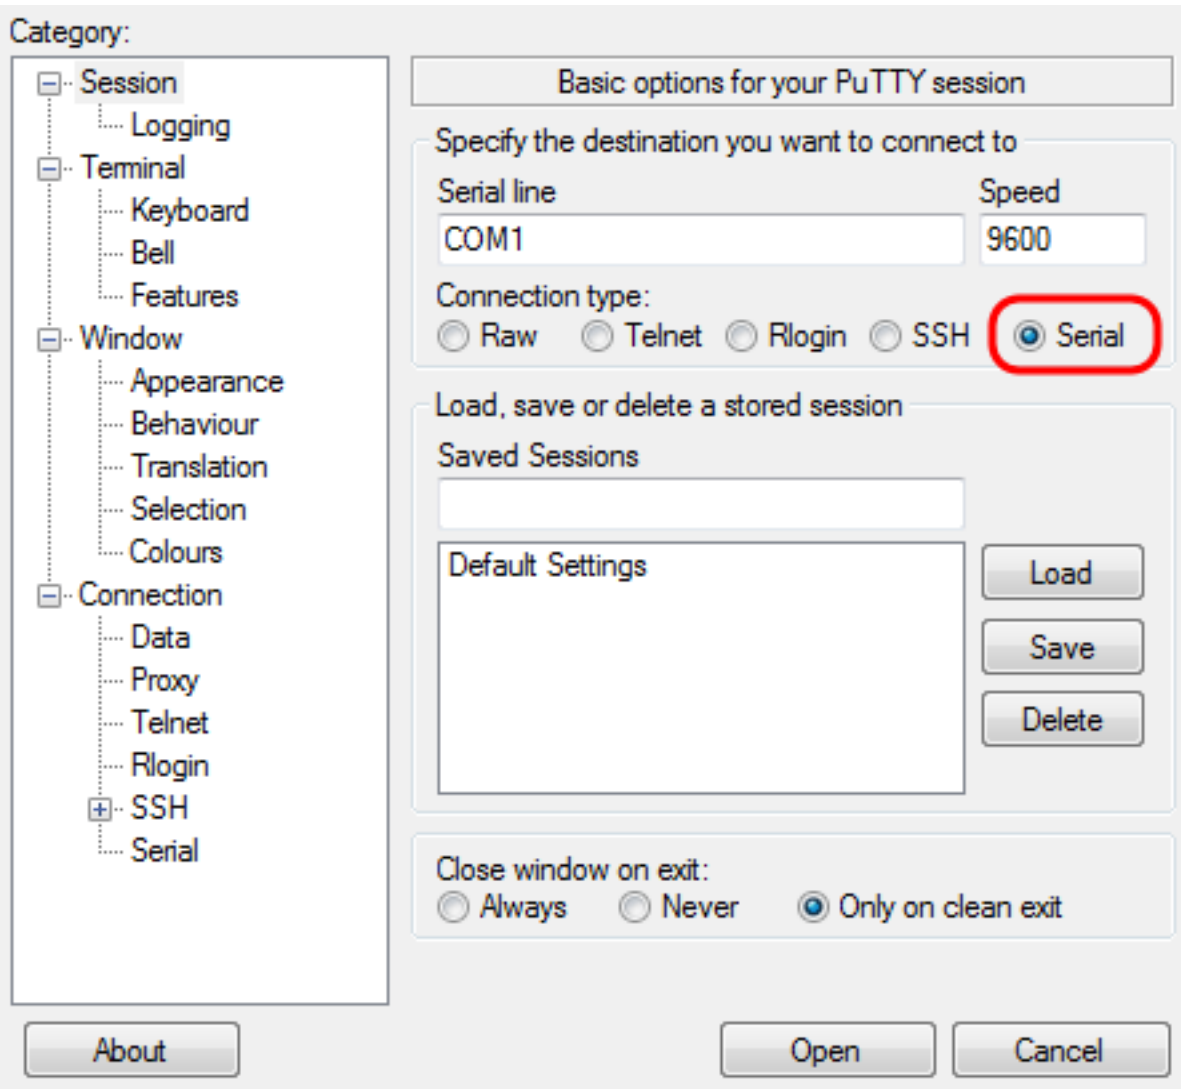 Category:
Session
Logging
Terminal
Keyboard
Bell
Features
Window
Appearance
Behaviour
Translation
Selection
Colours
Connection
Data
Proxy
Telnet
Rlogin
SSH
Serial
Basic options for your PuTTY session
Specify the destination you want to connect to
Serial line Speed
COM1 9600
Connection type:
Raw Telnet Rlogin SSH Serial
Load, save or delete a stored session
Saved Sessions
Default Settings
Load
Save
Delete
Close window on exit:
Always Never Only on clean exit
About Open Cancel